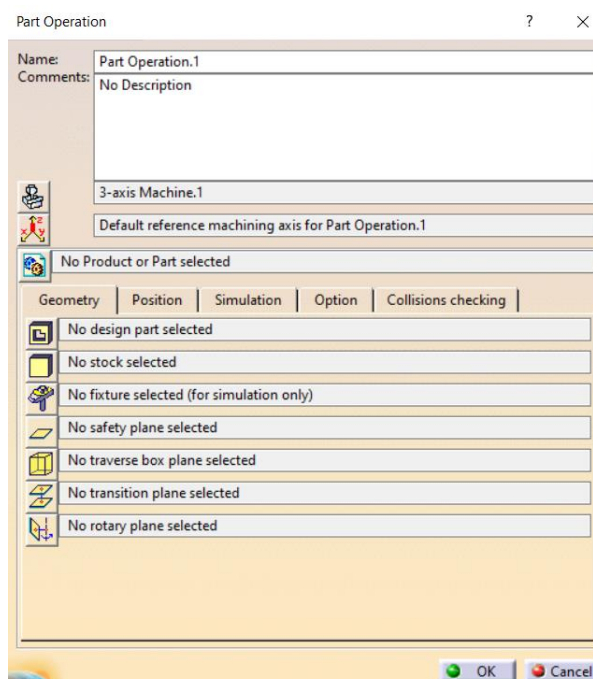 Part Operation
?
Name:
Part Operation.1
Comments:
No Description
3-axis Machine.1
Default reference machining axis for Part Operation.1
No Product or Part selected
Geometry Position Simulation Option Collisions checking
No design part selected
No stock selected
No fixture selected (for simulation only)
No safety plane selected
No traverse box plane selected
No transition plane selected
No rotary plane selected
OK Cancel